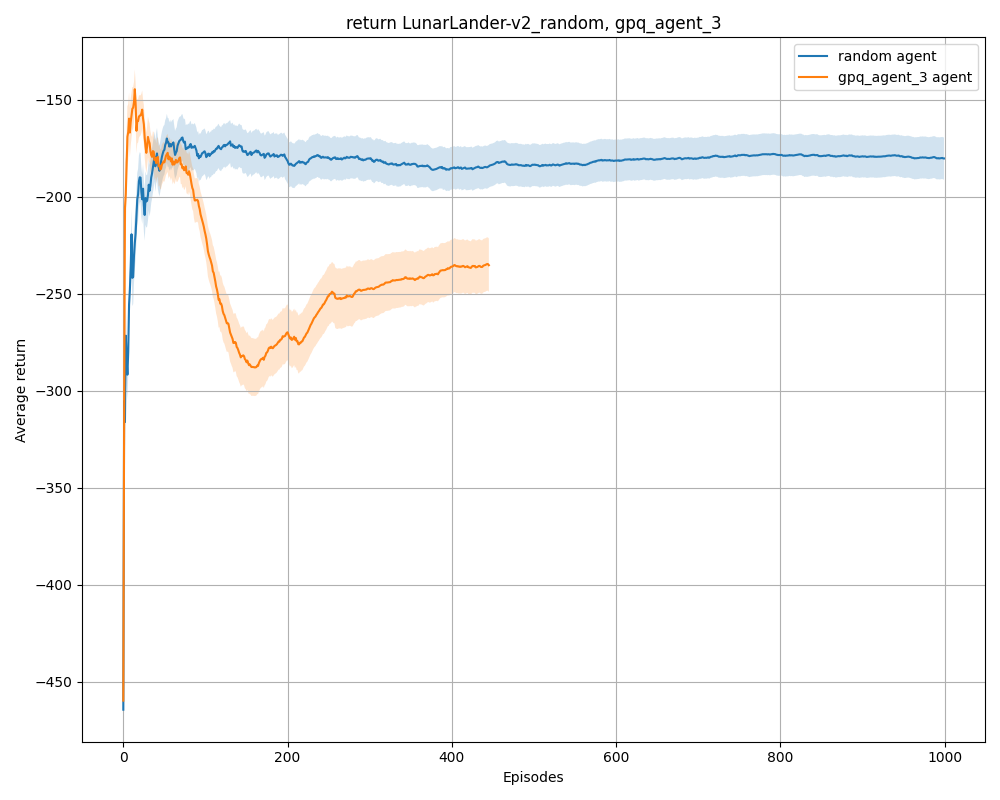 return LunarLander-v2_random, gpq_agent_3
random agent
gpq_agent_3 agent
−150
−200
−250
−300
−350
−400
−450
Average return
0
200
400
600
800
1000
Episodes